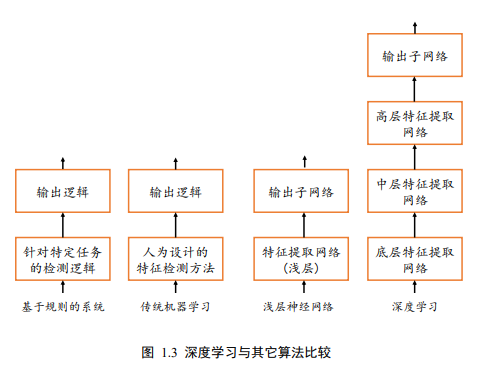 输出子网络
高层特征提取
网络
输出逻辑
输出逻辑
输出子网络
中层特征提取
网络
针对特定任务
的检测逻辑
人为设计的
特征检测方法
特征提取网络
(浅层)
底层特征提取
网络
基于规则的系统
传统机器学习
浅层神经网络
深度学习
图 1.3 深度学习与其它算法比较